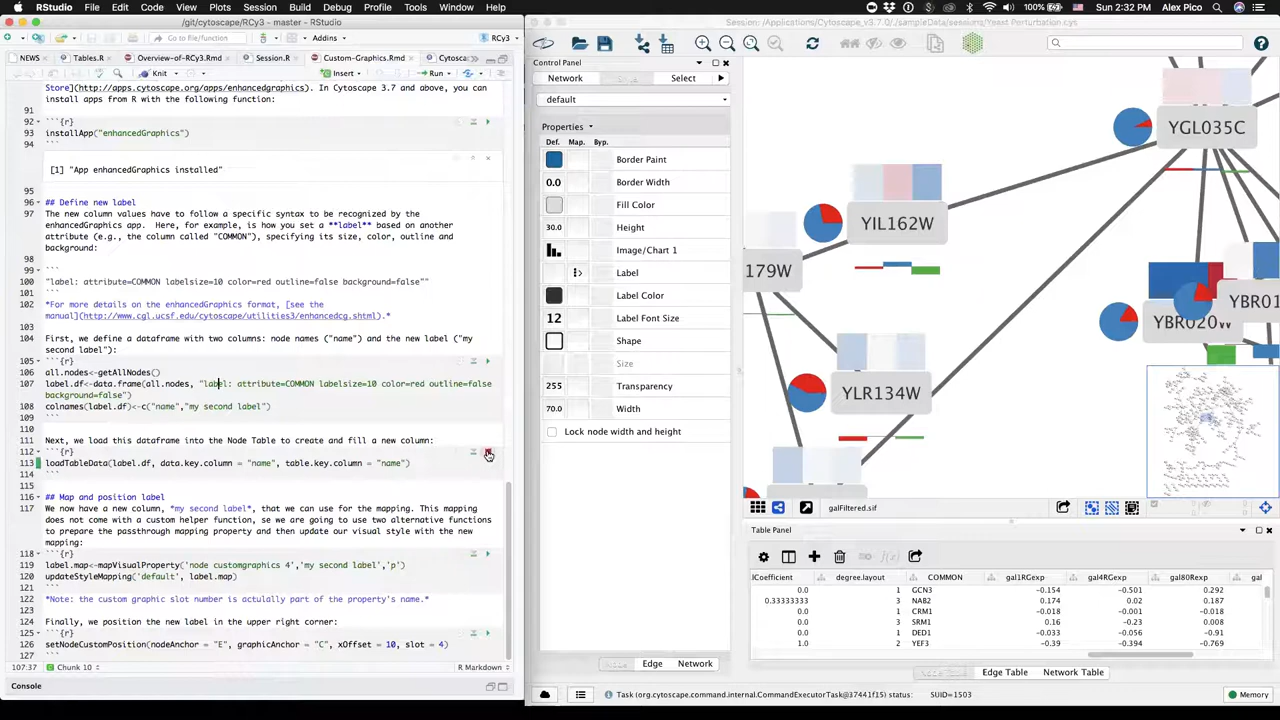 RStudio File Edit Code View Plots Session Build Debug Profile Tools Window Help 100% Sun 2:32 PM Alex Pico
/git/cytoscape/RCy3 - master - RStudio
Go to file/function Addins RCy3
NEWS Tables.R Overview-of-RCy3.Rmd Session.R Custom-Graphics.Rmd Cytosca
Knit Insert Run
Store](http://apps.cytoscape.org/apps/enhancedgraphics). In Cytoscape 3.7 and above, you can
install apps from R with the following function:
91
92 ```{r}
93 installApp("enhancedGraphics")
94 ```
[1] "App enhancedGraphics installed"
95
96 ## Define new label
97 The new column values have to follow a specific syntax to be recognized by the
enhancedGraphics app. Here, for example, is how you set a **label** based on another
attribute (e.g., the column called "COMMON"), specifying its size, color, outline and
background:
98
99 ```
100 "label: attribute=COMMON labelsize=10 color=red outline=false background=false""
101 ```
102 *For more details on the enhancedGraphics format, [see the
manual](http://www.cgl.ucsf.edu/cytoscape/utilities3/enhancedcg.shtml).*
103
104 First, we define a dataframe with two columns: node names ("name") and the new label ("my
second label"):
105 ```{r}
106 all.nodes<-getAllNodes()
107 label.df<-data.frame(all.nodes, "label: attribute=COMMON labelsize=10 color=red outline=false
background=false")
108 colnames(label.df)<-c("name","my second label")
109 ```
110
111 Next, we load this dataframe into the Node Table to create and fill a new column:
112 ```{r}
113 loadTableData(label.df, data.key.column = "name", table.key.column = "name")
114 ```
115
116 ## Map and position label
117 We have a new column, *my second label*, that we can use for the mapping. This mapping
does not come with a custom helper function, se we are going to use two alternative functions
to prepare the passthrough mapping property and then update our visual style with the new
mapping:
118 ```{r}
119 label.map<-mapVisualProperty('node customgraphics 4','my second label','p')
120 updateStyleMapping('default', label.map)
121 ```
122 *Note: the custom graphic slot number is actulally part of the property's name.*
123
124 Finally, we position the new label in the upper right corner:
125 ```{r}
126 setNodeCustomPosition(nodeAnchor = "E", graphicAnchor = "C", xOffset = 10, slot = 4)
127 ```
107:37 Chunk 10 R Markdown
Console
Session: /Applications/Cytoscape_v3.7.0/sampleData/sessions/Yeast Perturbation.cys
Control Panel
Network Select
default
Properties
Def. Map. Byp.
Border Paint
0.0 Border Width
Fill Color
30.0 Height
Image/Chart 1
Label
Label Color
12 Label Font Size
Shape
Size
255 Transparency
70.0 Width
Lock node width and height
Edge Network
YGL035C
YIL162W
179W
YBR01
YBR020W
YLR134W
galFiltered.sif
Table Panel
f(x)
lCoefficient degree.layout COMMON gal1RGexp gal4RGexp gal80Rexp gal
0.0 1 GCN3 -0.154 -0.501 0.292
0.33333333 3 NAB2 0.174 0.02 0.187
0.0 1 CRM1 -0.018 -0.001 -0.018
0.0 3 SRM1 0.16 -0.23 0.008
0.0 1 DED1 -0.033 -0.056 -0.91
1.0 2 YEF3 -0.39 -0.394 -0.769
Edge Table Network Table
Task (org.cytoscape.command.internal.CommandExecutorTask@37441f15) status: SUID=1503 Memory